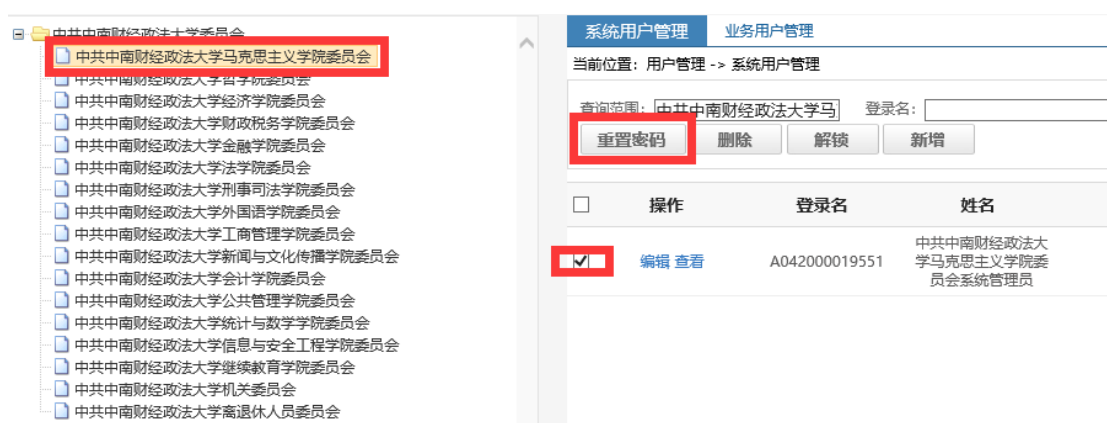 中共中南财经政法大学委员会
中共中南财经政法大学马克思主义学院委员会
中共中南财经政法大学哲学院委员会
中共中南财经政法大学经济学院委员会
中共中南财经政法大学财政税务学院委员会
中共中南财经政法大学金融学院委员会
中共中南财经政法大学法学院委员会
中共中南财经政法大学刑事司法学院委员会
中共中南财经政法大学外国语学院委员会
中共中南财经政法大学工商管理学院委员会
中共中南财经政法大学新闻与文化传播学院委员会
中共中南财经政法大学会计学院委员会
中共中南财经政法大学公共管理学院委员会
中共中南财经政法大学统计与数学学院委员会
中共中南财经政法大学信息与安全工程学院委员会
中共中南财经政法大学继续教育学院委员会
中共中南财经政法大学机关委员会
中共中南财经政法大学离退休人员委员会
系统用户管理 业务用户管理
当前位置：用户管理 -> 系统用户管理
查询范围：中共中南财经政法大学马 登录名：
重置密码 删除 解锁 新增
操作 登录名 姓名
编辑 查看 A042000019551 中共中南财经政法大
学马克思主义学院委
员会系统管理员